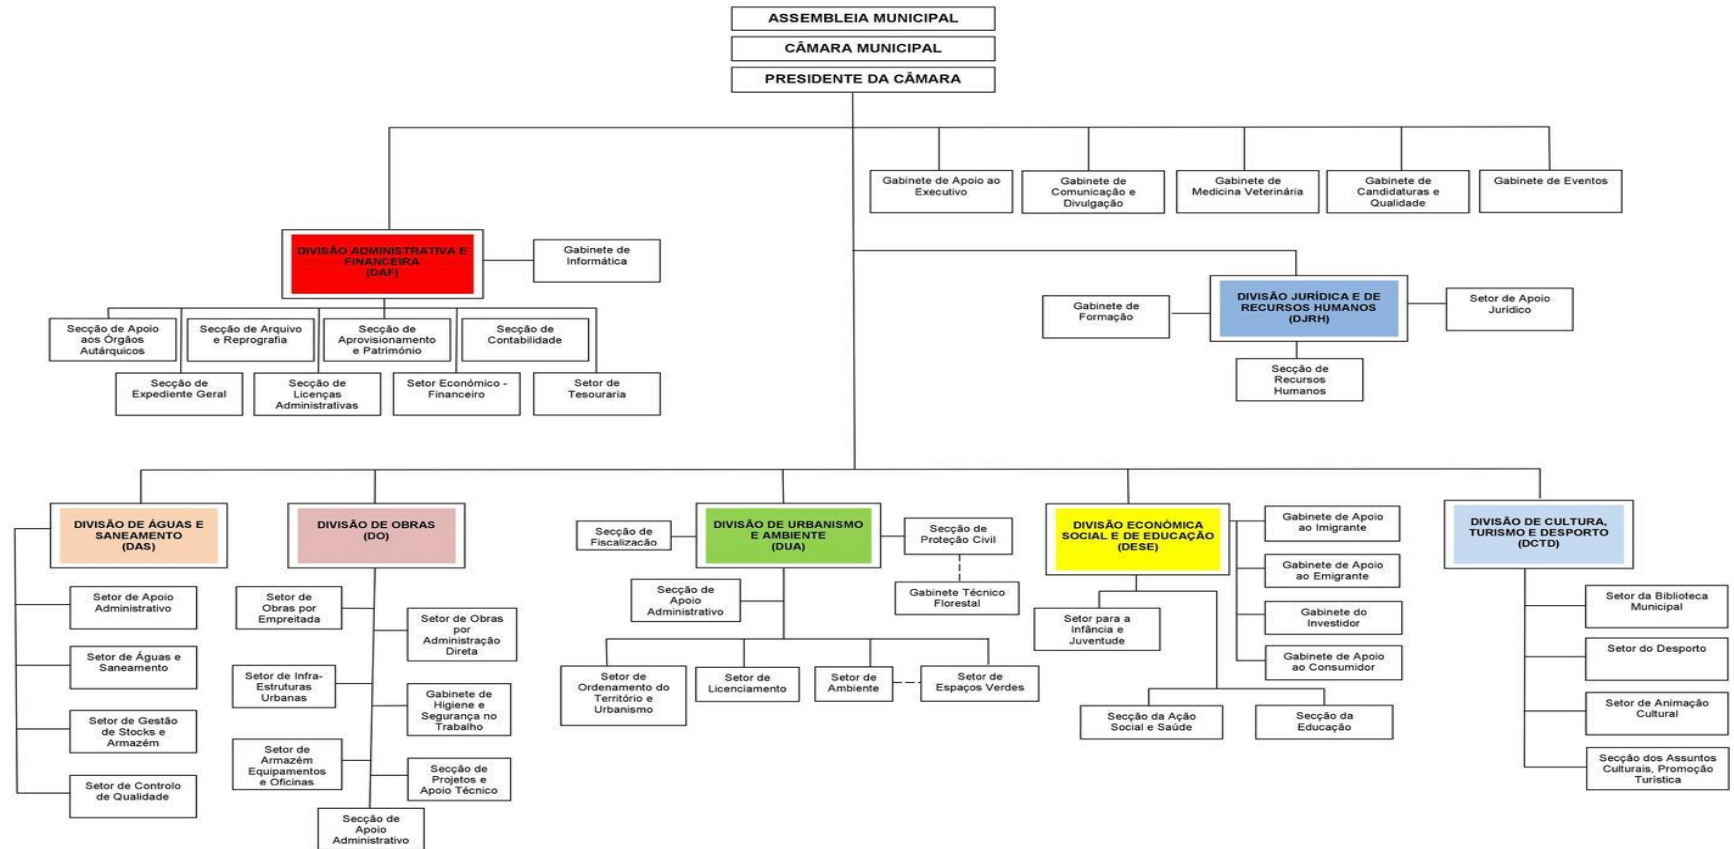 ASSEMBLEIA MUNICIPAL
CÂMARA MUNICIPAL
PRESIDENTE DA CÂMARA
Gabinete de Apoio ao
Executivo
Gabinete de
Comunicação e
Divulgação
Gabinete de
Medicina Veterinária
Gabinete de
Candidaturas e
Qualidade
Gabinete de Eventos
DIVISÃO ADMINISTRATIVA E
FINANCEIRA
(DAF)
Gabinete de
Informática
Secção de Apoio
aos Órgãos
Autárquicos
Secção de Arquivo
e Reprografia
Secção de
Aprovisionamento
e Património
Secção de
Contabilidade
Secção de
Expediente Geral
Secção de
Licenças
Administrativas
Setor Económico -
Financeiro
Setor de
Tesouraria
Gabinete de
Formação
DIVISÃO JURÍDICA E DE
RECURSOS HUMANOS
(DJRH)
Setor de Apoio
Jurídico
Secção de
Recursos
Humanos
DIVISÃO DE ÁGUAS E
SANEAMENTO
(DAS)
Setor de Apoio
Administrativo
Setor de Águas e
Saneamento
Setor de Gestão
de Stocks e
Armazém
Setor de Controlo
de Qualidade
DIVISÃO DE OBRAS
(DO)
Setor de
Obras por
Empreitada
Setor de Obras
por
Administração
Direta
Setor de Infra-
Estruturas
Urbanas
Gabinete de
Higiene e
Segurança no
Trabalho
Setor de
Armazém
Equipamentos
e Oficinas
Secção de
Projetos e
Apoio Técnico
Secção de
Apoio
Administrativo
Secção de
Fiscalizacão
DIVISÃO DE URBANISMO
E AMBIENTE
(DUA)
Secção de
Proteção Civil
Gabinete Técnico
Florestal
Secção de
Apoio
Administrativo
Setor de
Ordenamento do
Território e
Urbanismo
Setor de
Licenciamento
Setor de
Ambiente
Setor de
Espaços Verdes
DIVISÃO ECONÓMICA
SOCIAL E DE EDUCAÇÃO
(DESE)
Gabinete de Apoio
ao Imigrante
Gabinete de Apoio
ao Emigrante
Gabinete do
Investidor
Gabinete de Apoio
ao Consumidor
Setor para a
Infância e
Juventude
Secção da Ação
Social e Saúde
Secção da
Educação
DIVISÃO DE CULTURA,
TURISMO E DESPORTO
(DCTD)
Setor da Biblioteca
Municipal
Setor do Desporto
Setor de Animação
Cultural
Secção dos Assuntos
Culturais, Promoção
Turística